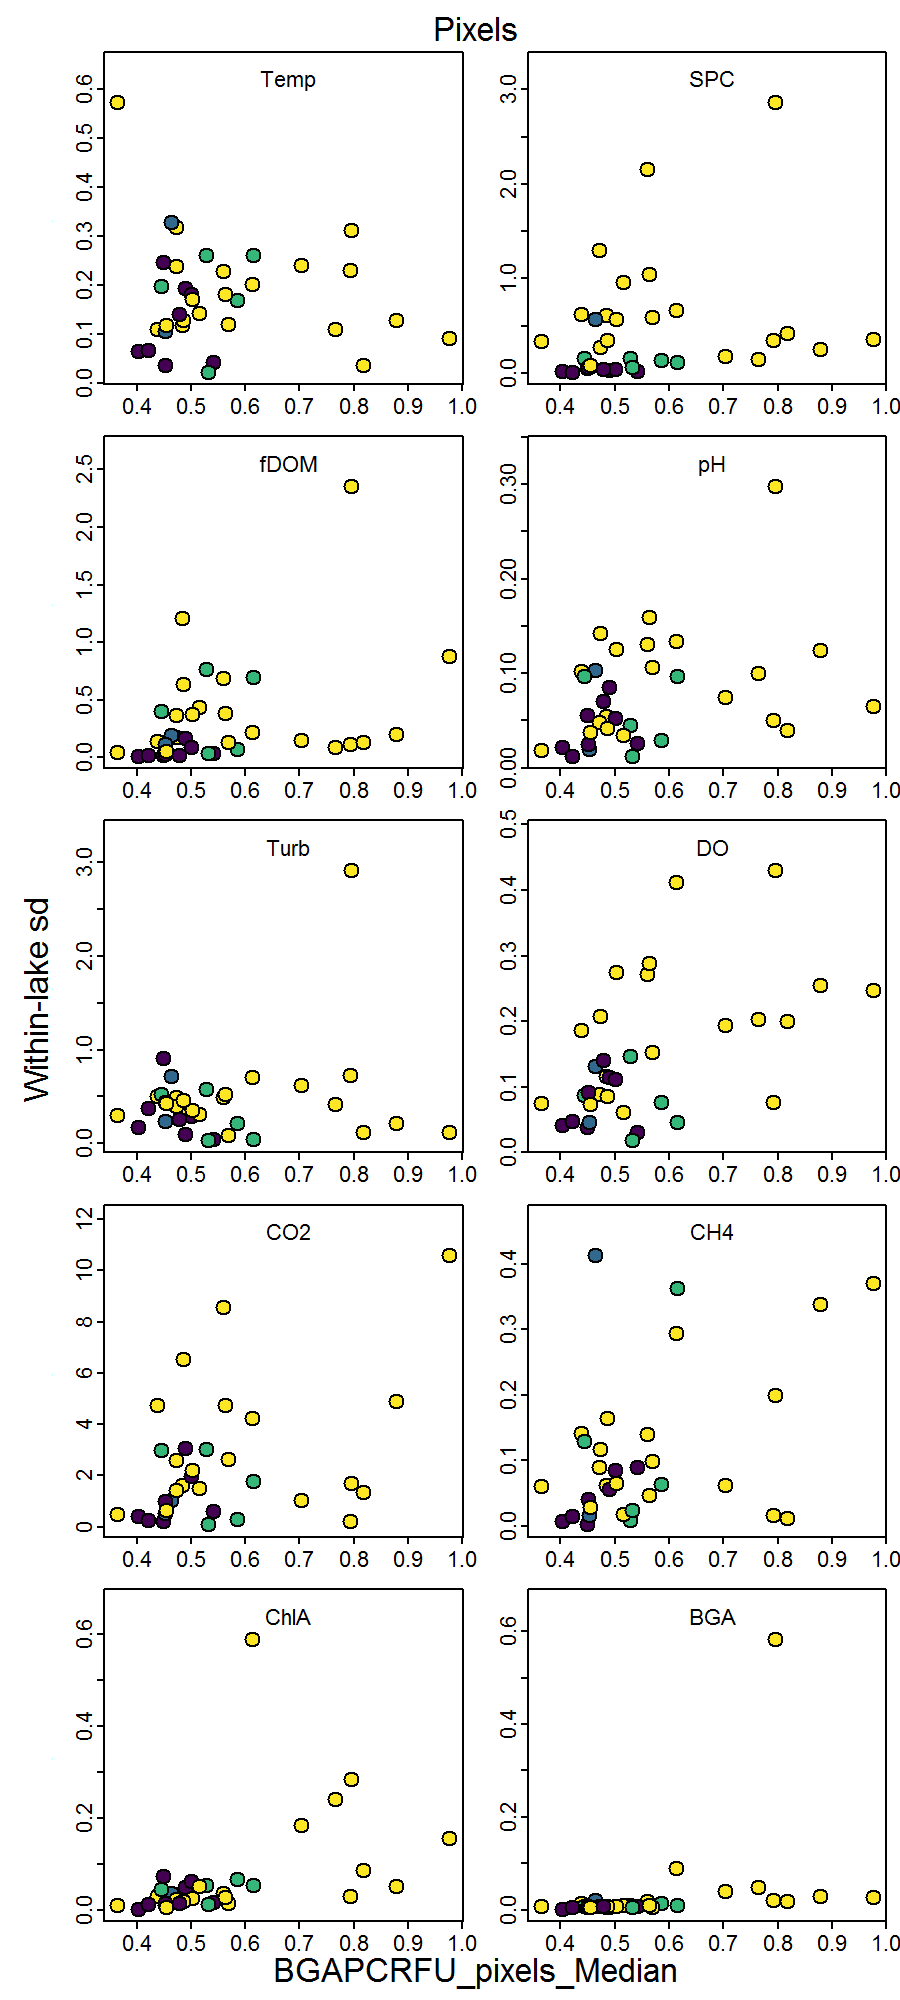 Pixels
Temp
0.0 0.1 0.2 0.3 0.4 0.5 0.6
0.4 0.5 0.6 0.7 0.8 0.9 1.0
SPC
0.0 1.0 2.0 3.0
0.4 0.5 0.6 0.7 0.8 0.9 1.0
fDOM
0.0 0.5 1.0 1.5 2.0 2.5
0.4 0.5 0.6 0.7 0.8 0.9 1.0
pH
0.00 0.10 0.20 0.30
0.4 0.5 0.6 0.7 0.8 0.9 1.0
Within-lake sd
Turb
0.0 1.0 2.0 3.0
0.4 0.5 0.6 0.7 0.8 0.9 1.0
DO
0.0 0.1 0.2 0.3 0.4 0.5
0.4 0.5 0.6 0.7 0.8 0.9 1.0
CO2
0 2 4 6 8 10 12
0.4 0.5 0.6 0.7 0.8 0.9 1.0
CH4
0.0 0.1 0.2 0.3 0.4
0.4 0.5 0.6 0.7 0.8 0.9 1.0
ChlA
0.0 0.2 0.4 0.6
0.4 0.5 0.6 0.7 0.8 0.9 1.0
BGA
0.0 0.2 0.4 0.6
0.4 0.5 0.6 0.7 0.8 0.9 1.0
BGAPCRFU_pixels_Median